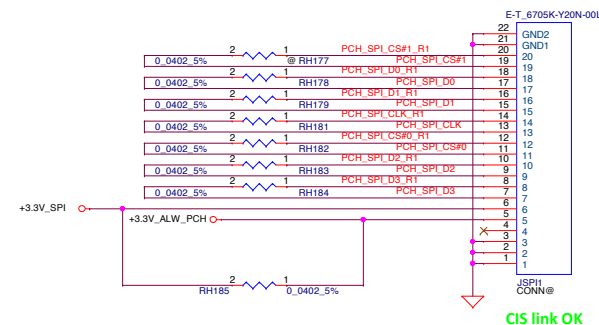 E-T_6705K-Y20N-00L
22 GND2
21 GND1
2 1 PCH_SPI_CS#1_R1 20 20
0_0402_5% @ RH177 PCH_SPI_CS#1 19 19
2 1 PCH_SPI_D0_R1 18 18
0_0402_5% RH178 PCH_SPI_D0 17 17
2 1 PCH_SPI_D1_R1 16 16
0_0402_5% RH179 PCH_SPI_D1 15 15
2 1 PCH_SPI_CLK_R1 14 14
0_0402_5% RH181 PCH_SPI_CLK 13 13
2 1 PCH_SPI_CS#0_R1 12 12
0_0402_5% RH182 PCH_SPI_CS#0 11 11
2 1 PCH_SPI_D2_R1 10 10
0_0402_5% RH183 PCH_SPI_D2 9 9
2 1 PCH_SPI_D3_R1 8 8
0_0402_5% RH184 PCH_SPI_D3 7 7
+3.3V_SPI 6 6
+3.3V_ALW_PCH 5 5
4 4
3 3
2 2
1 1
2 1
RH185 0_0402_5%
JSPI1
CONN@
CIS link OK